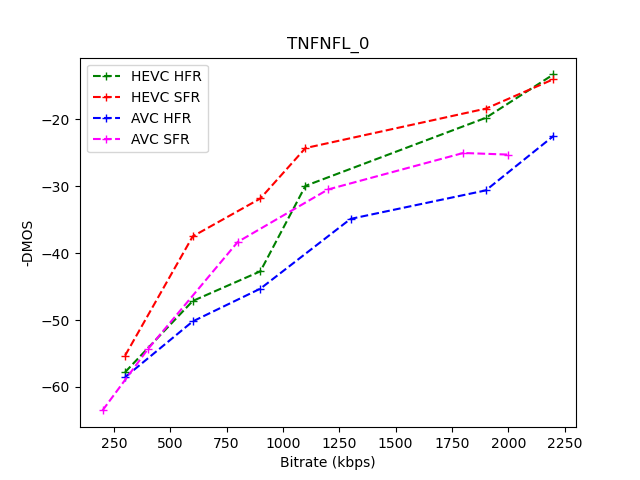 TNFNFL_0
HEVC HFR
HEVC SFR
AVC HFR
AVC SFR
-DMOS
−20
−30
−40
−50
−60
250 500 750 1000 1250 1500 1750 2000 2250
Bitrate (kbps)